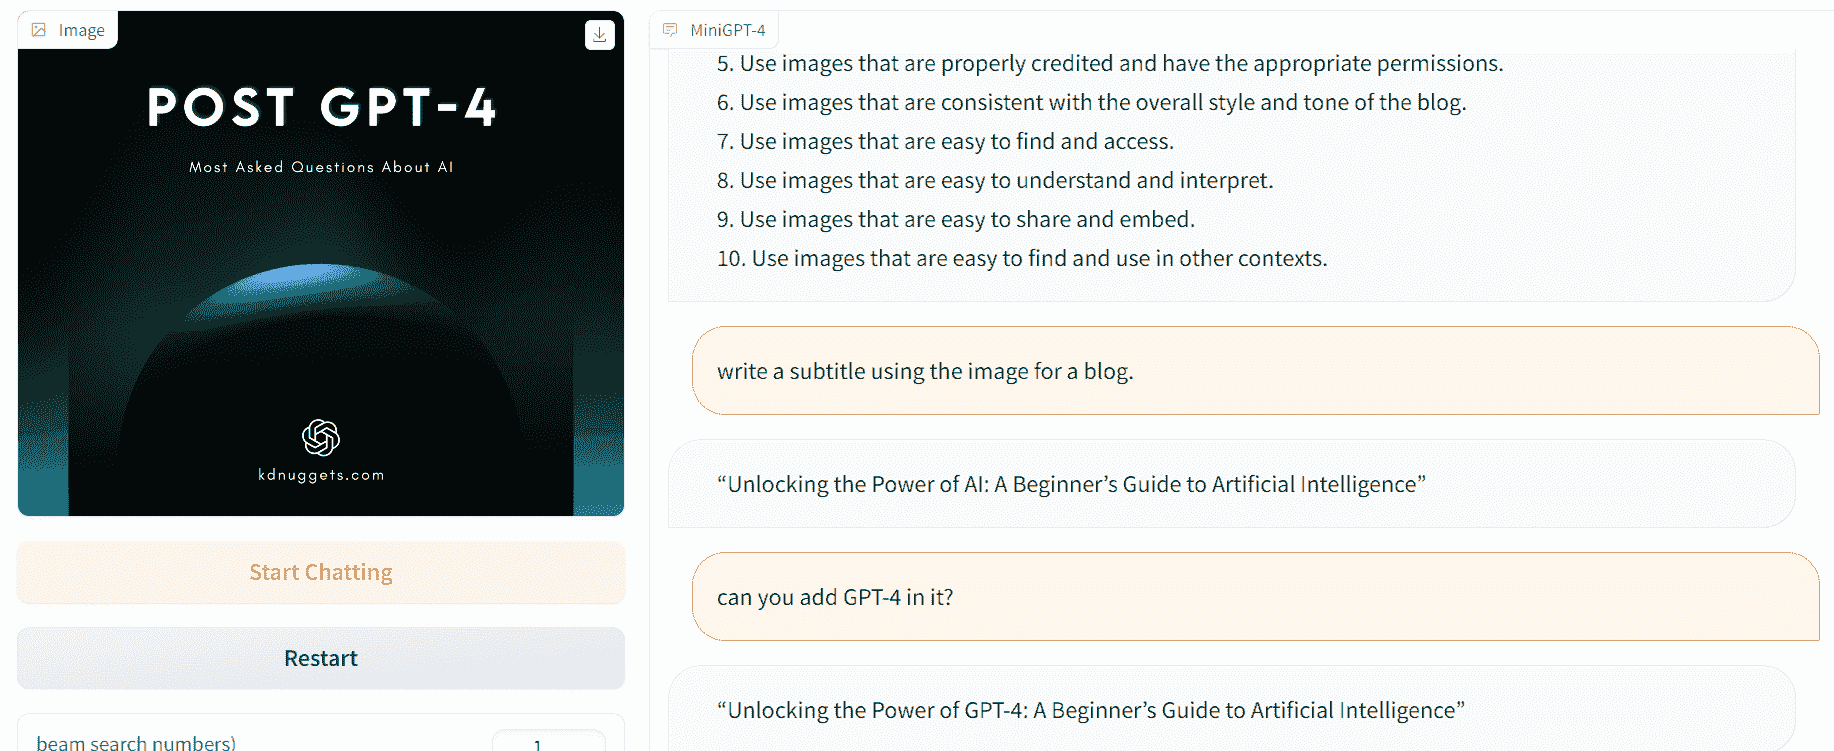 Image
POST GPT-4
Most Asked Questions About AI
kdnuggets.com
Start Chatting
Restart
beam search numbers)
1
MiniGPT-4
5. Use images that are properly credited and have the appropriate permissions.
6. Use images that are consistent with the overall style and tone of the blog.
7. Use images that are easy to find and access.
8. Use images that are easy to understand and interpret.
9. Use images that are easy to share and embed.
10. Use images that are easy to find and use in other contexts.
write a subtitle using the image for a blog.
“Unlocking the Power of AI: A Beginner’s Guide to Artificial Intelligence”
can you add GPT-4 in it?
“Unlocking the Power of GPT-4: A Beginner’s Guide to Artificial Intelligence”